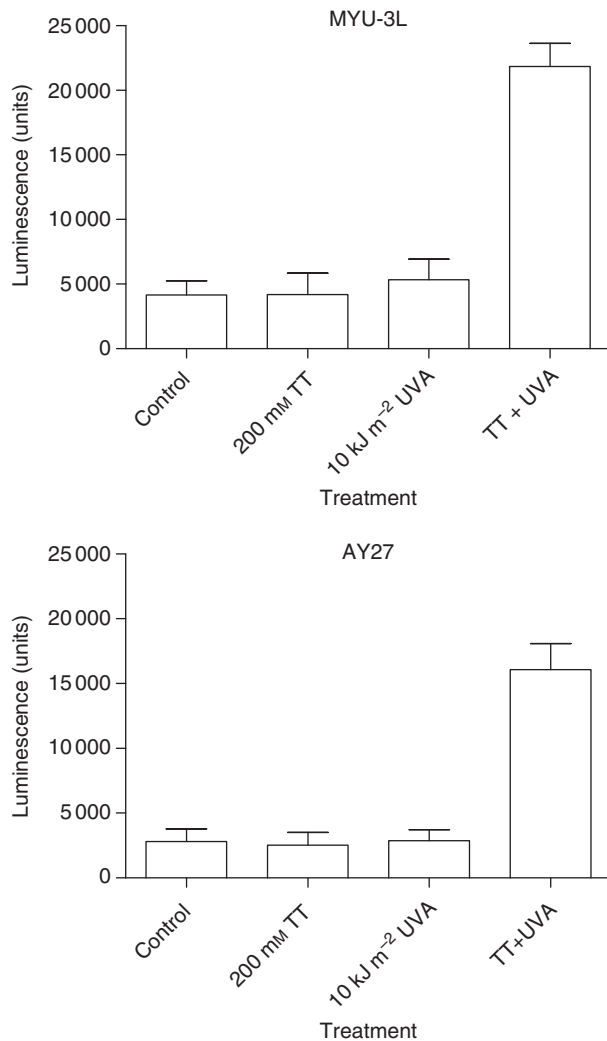 MYU-3L
25 000
20 000
15 000
10 000
5 000
0
Luminescence (units)
Control
200 mM TT
10 kJ m⁻² UVA
TT + UVA
Treatment
AY27
25 000
20 000
15 000
10 000
5000
0
Luminescence (units)
Control
200 mM TT
10 kJ m⁻² UVA
TT+UVA
Treatment